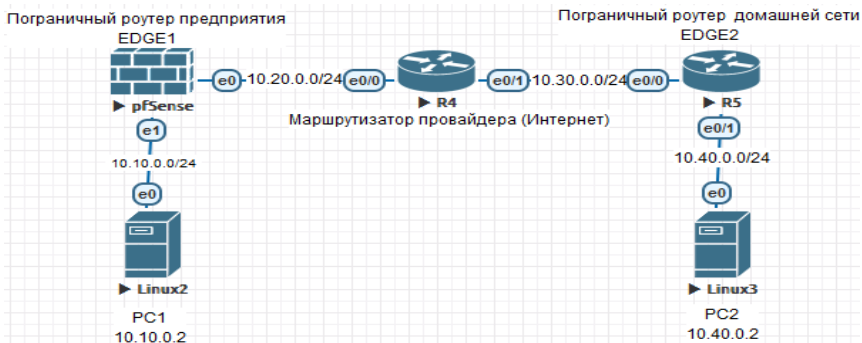 Пограничный роутер предприятия
EDGE1
Пограничный роутер домашней сети
EDGE2
e0
10.20.0.0/24
e0/0
e0/1
10.30.0.0/24
e0/0
pfSense
R4
R5
Маршрутизатор провайдера (Интернет)
e1
e0/1
10.10.0.0/24
10.40.0.0/24
e0
e0
Linux2
Linux3
PC1
10.10.0.2
PC2
10.40.0.2